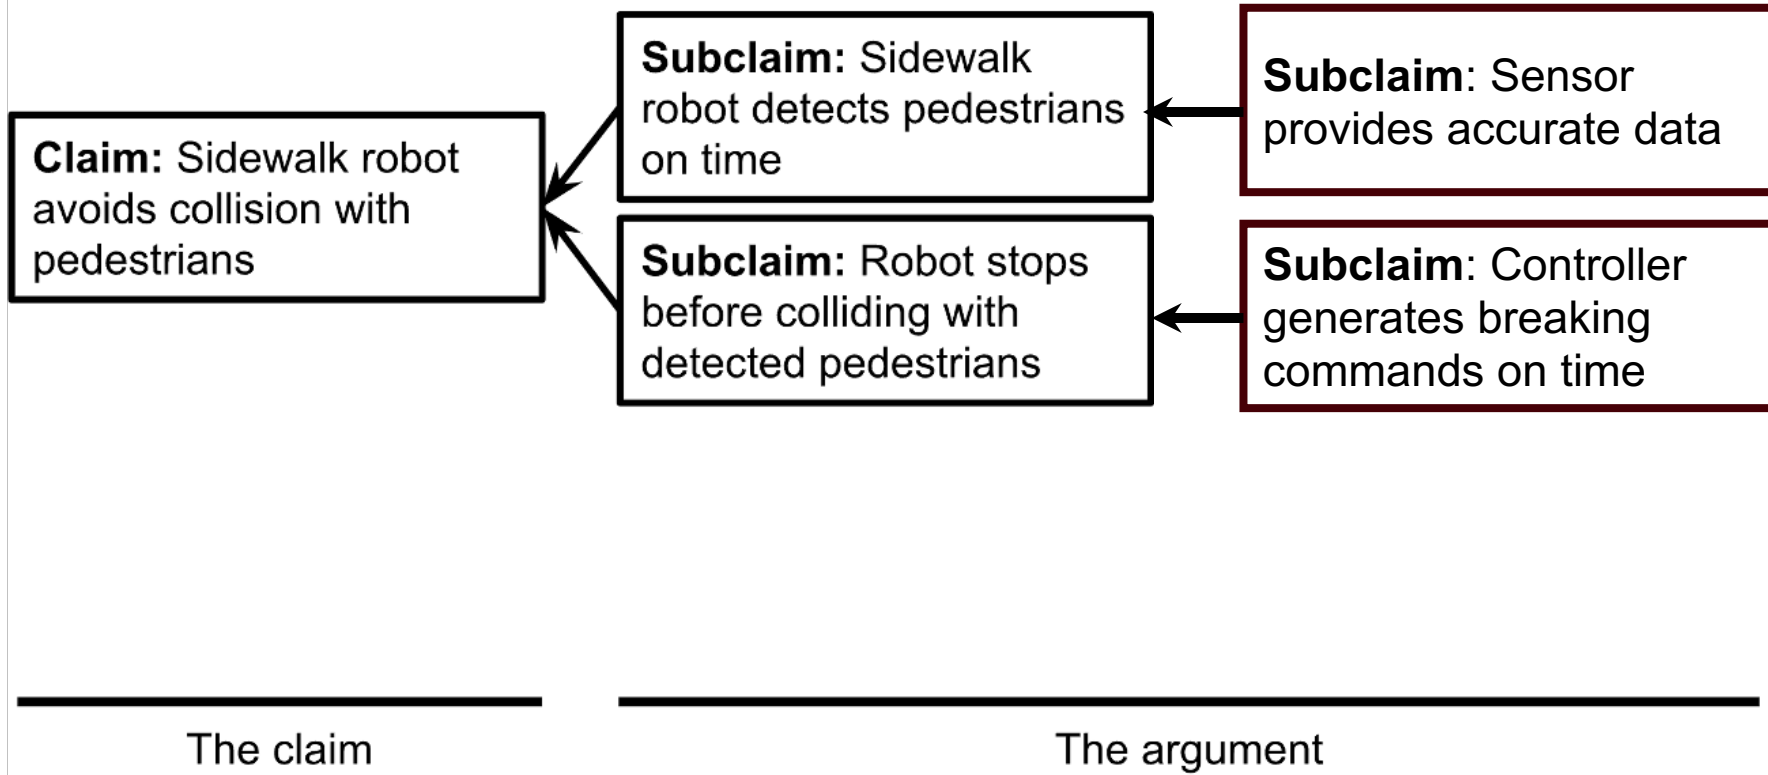 Claim: Sidewalk robot
avoids collision with
pedestrians
Subclaim: Sidewalk
robot detects pedestrians
on time
Subclaim: Robot stops
before colliding with
detected pedestrians
Subclaim: Sensor
provides accurate data
Subclaim: Controller
generates breaking
commands on time
The claim
The argument